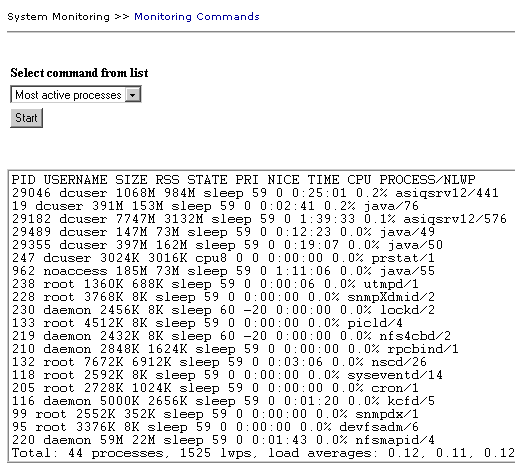 System Monitoring >> Monitoring Commands
Select command from list
Most active processes
Start
PID USERNAME SIZE RSS STATE PRI NICE TIME CPU PROCESS/NLWP
29046 dcuser 1068M 984M sleep 59 0 0:25:01 0.2% asiqsrv12/441
19 dcuser 391M 153M sleep 59 0 0:02:41 0.2% java/76
29182 dcuser 7747M 3132M sleep 59 0 1:39:33 0.1% asiqsrv12/576
29489 dcuser 147M 73M sleep 59 0 0:12:23 0.0% java/49
29355 dcuser 397M 162M sleep 59 0 0:19:07 0.0% java/50
247 dcuser 3024K 3016K cpu8 0 0 0:00:00 0.0% prstat/1
962 noaccess 185M 73M sleep 59 0 1:11:06 0.0% java/55
238 root 1360K 688K sleep 59 0 0:00:06 0.0% utmpd/1
228 root 3768K 8K sleep 59 0 0:00:00 0.0% snmpXdmid/2
230 daemon 2456K 8K sleep 60 -20 0:00:00 0.0% lockd/2
133 root 4512K 8K sleep 59 0 0:00:00 0.0% picld/4
219 daemon 2432K 8K sleep 60 -20 0:00:00 0.0% nfs4cbd/2
210 daemon 2848K 1624K sleep 59 0 0:00:00 0.0% rpcbind/1
132 root 7672K 6912K sleep 59 0 0:03:06 0.0% nscd/26
118 root 2592K 8K sleep 59 0 0:00:00 0.0% syseventd/14
205 root 2728K 1024K sleep 59 0 0:00:00 0.0% cron/1
116 daemon 5000K 2656K sleep 59 0 0:01:20 0.0% kcfd/5
99 root 2552K 352K sleep 59 0 0:00:00 0.0% snmpdx/1
95 root 3376K 8K sleep 59 0 0:00:00 0.0% devfsadm/6
220 daemon 59M 22M sleep 59 0 0:01:43 0.0% nfsmapid/4
Total: 44 processes, 1525 lwps, load averages: 0.12, 0.11, 0.12